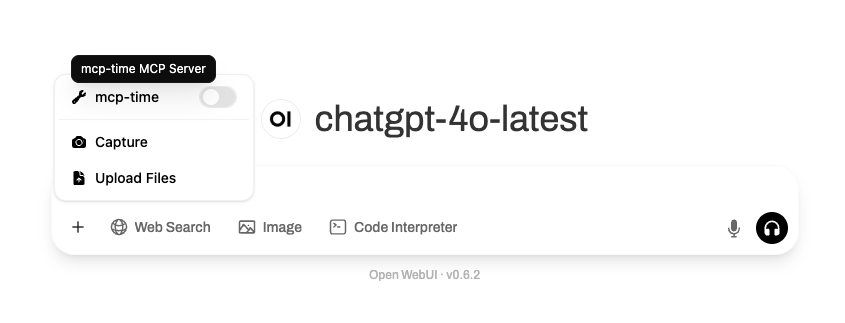 mcp-time MCP Server
mcp-time
Capture
Upload Files
OI chatgpt-4o-latest
Web Search Image Code Interpreter
Open WebUI · v0.6.2